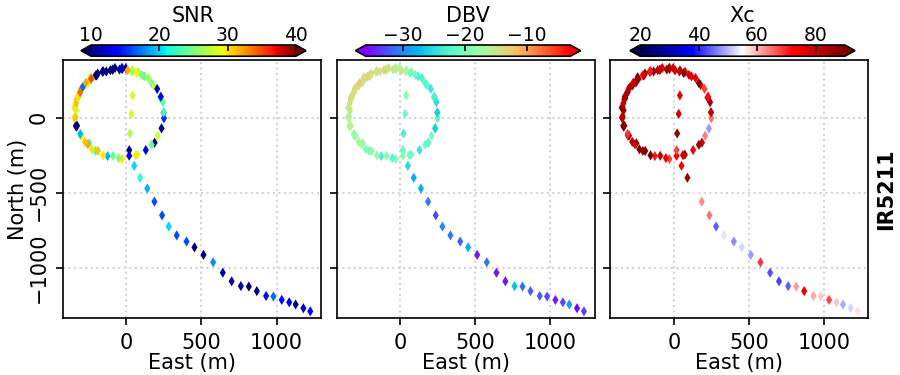 SNR DBV Xc
10 20 30 40 −30 −20 −10 20 40 60 80
North (m)
0
−500
−1000
IR5211
0 500 1000 0 500 1000 0 500 1000
East (m) East (m) East (m)